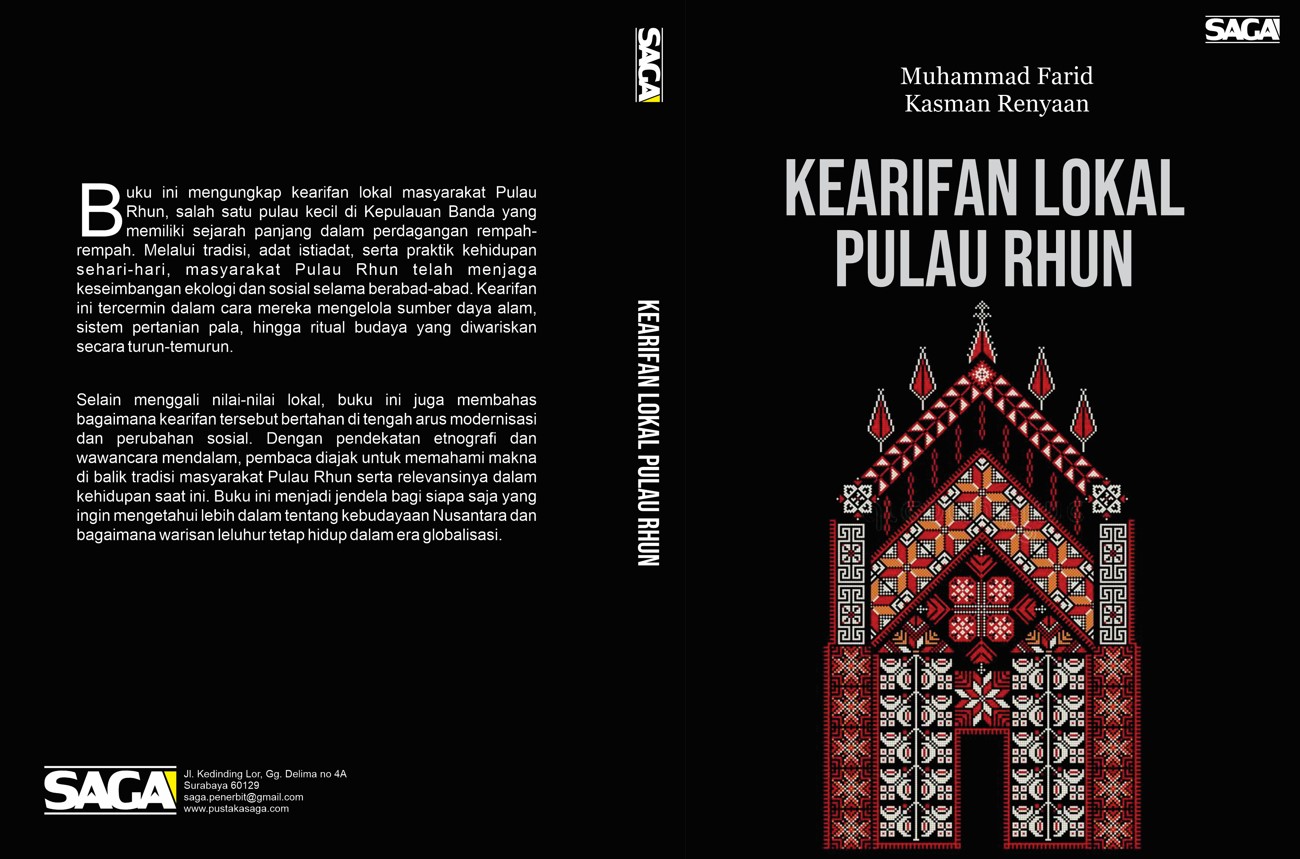 Buku ini mengungkap kearifan lokal masyarakat Pulau
Rhun, salah satu pulau kecil di Kepulauan Banda yang
memiliki sejarah panjang dalam perdagangan rempah-
rempah. Melalui tradisi, adat istiadat, serta praktik kehidupan
sehari-hari, masyarakat Pulau Rhun telah menjaga
keseimbangan ekologi dan sosial selama berabad-abad. Kearifan
ini tercermin dalam cara mereka mengelola sumber daya alam,
sistem pertanian pala, hingga ritual budaya yang diwariskan
secara turun-temurun.
Selain menggali nilai-nilai lokal, buku ini juga membahas
bagaimana kearifan tersebut bertahan di tengah arus modernisasi
dan perubahan sosial. Dengan pendekatan etnografi dan
wawancara mendalam, pembaca diajak untuk memahami makna
di balik tradisi masyarakat Pulau Rhun serta relevansinya dalam
kehidupan saat ini. Buku ini menjadi jendela bagi siapa saja yang
ingin mengetahui lebih dalam tentang kebudayaan Nusantara dan
bagaimana warisan leluhur tetap hidup dalam era globalisasi.
SAGA
Jl. Kedinding Lor, Gg. Delima no 4A
Surabaya 60129
saga.penerbit@gmail.com
www.pustakasaga.com
SAGA
KEARIFAN LOKAL PULAU RHUN
SAGA
Muhammad Farid
Kasman Renyaan
KEARIFAN LOKAL
PULAU RHUN